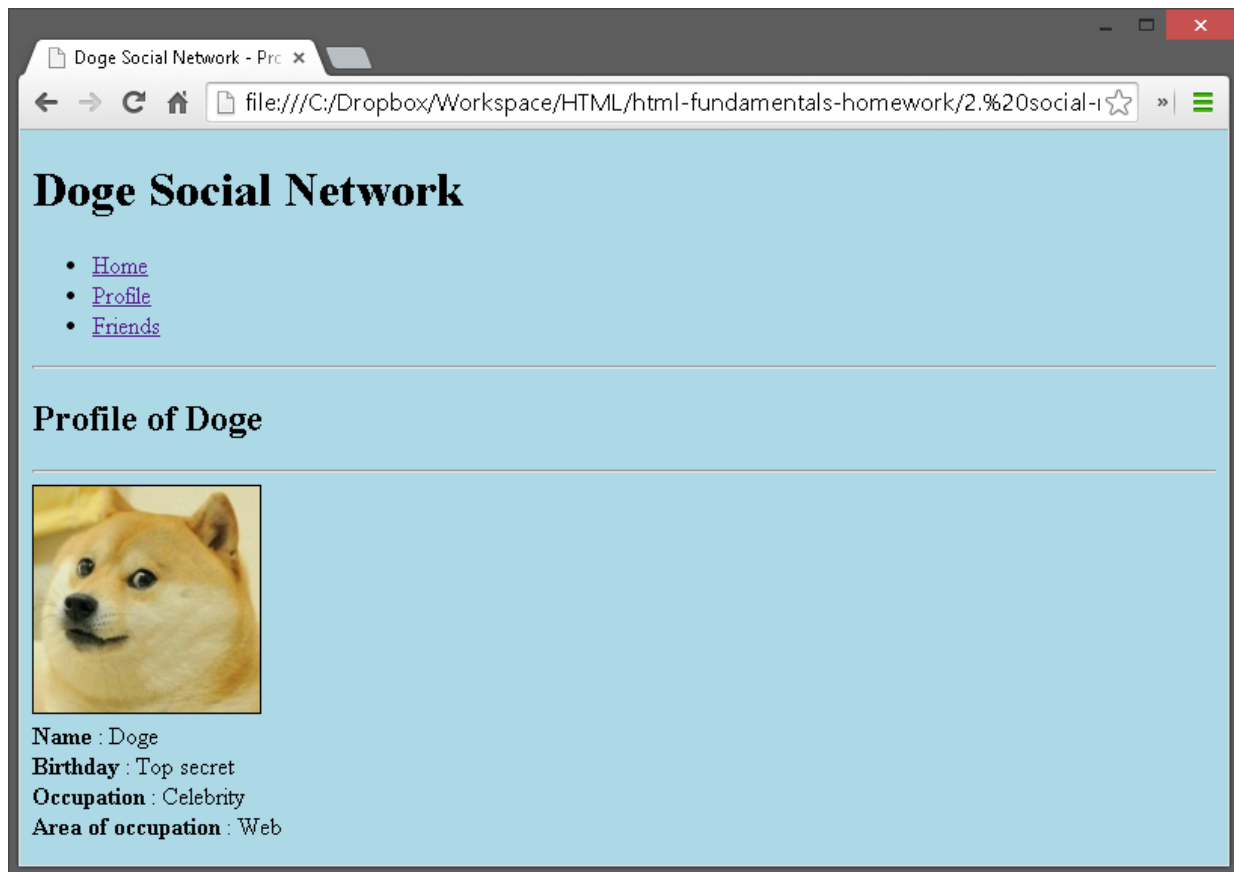 Doge Social Network - Prc
file:///C:/Dropbox/Workspace/HTML/html-fundamentals-homework/2.%20social-
Doge Social Network
Home
Profile
Friends
Profile of Doge
Name : Doge
Birthday : Top secret
Occupation : Celebrity
Area of occupation : Web